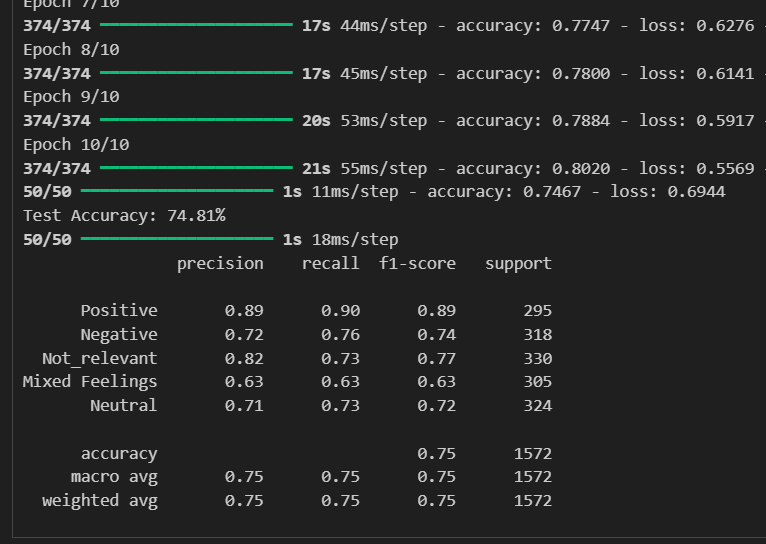 Epoch 7/10
374/374 ━━━━━━━━━━━━━━━━━━━━ 17s 44ms/step - accuracy: 0.7747 - loss: 0.6276 -
Epoch 8/10
374/374 ━━━━━━━━━━━━━━━━━━━━ 17s 45ms/step - accuracy: 0.7800 - loss: 0.6141 -
Epoch 9/10
374/374 ━━━━━━━━━━━━━━━━━━━━ 20s 53ms/step - accuracy: 0.7884 - loss: 0.5917 -
Epoch 10/10
374/374 ━━━━━━━━━━━━━━━━━━━━ 21s 55ms/step - accuracy: 0.8020 - loss: 0.5569 -
50/50 ━━━━━━━━━━━━━━━━━━━━ 1s 11ms/step - accuracy: 0.7467 - loss: 0.6944
Test Accuracy: 74.81%
50/50 ━━━━━━━━━━━━━━━━━━━━ 1s 18ms/step
precision recall f1-score support
Positive 0.89 0.90 0.89 295
Negative 0.72 0.76 0.74 318
Not_relevant 0.82 0.73 0.77 330
Mixed Feelings 0.63 0.63 0.63 305
Neutral 0.71 0.73 0.72 324
accuracy 0.75 1572
macro avg 0.75 0.75 0.75 1572
weighted avg 0.75 0.75 0.75 1572